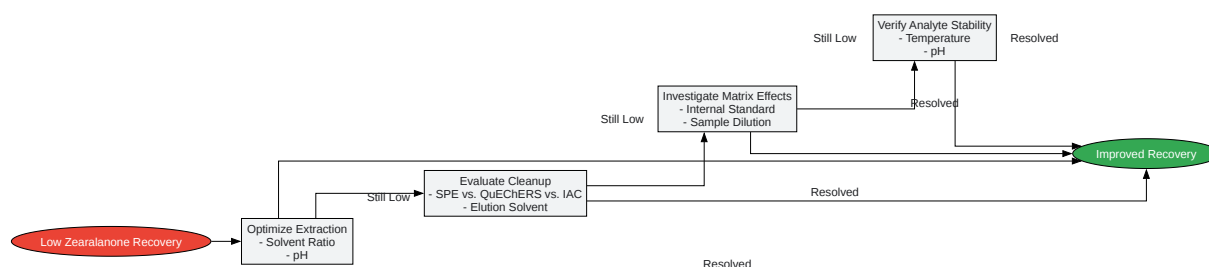 Verify Analyte Stability
- Temperature
- pH
Still Low
Resolved
Investigate Matrix Effects
- Internal Standard
- Sample Dilution
Still Low
Resolved
Improved Recovery
Evaluate Cleanup
- SPE vs. QuEChERS vs. IAC
- Elution Solvent
Still Low
Resolved
Optimize Extraction
- Solvent Ratio
- pH
Low Zearalanone Recovery
Resolved